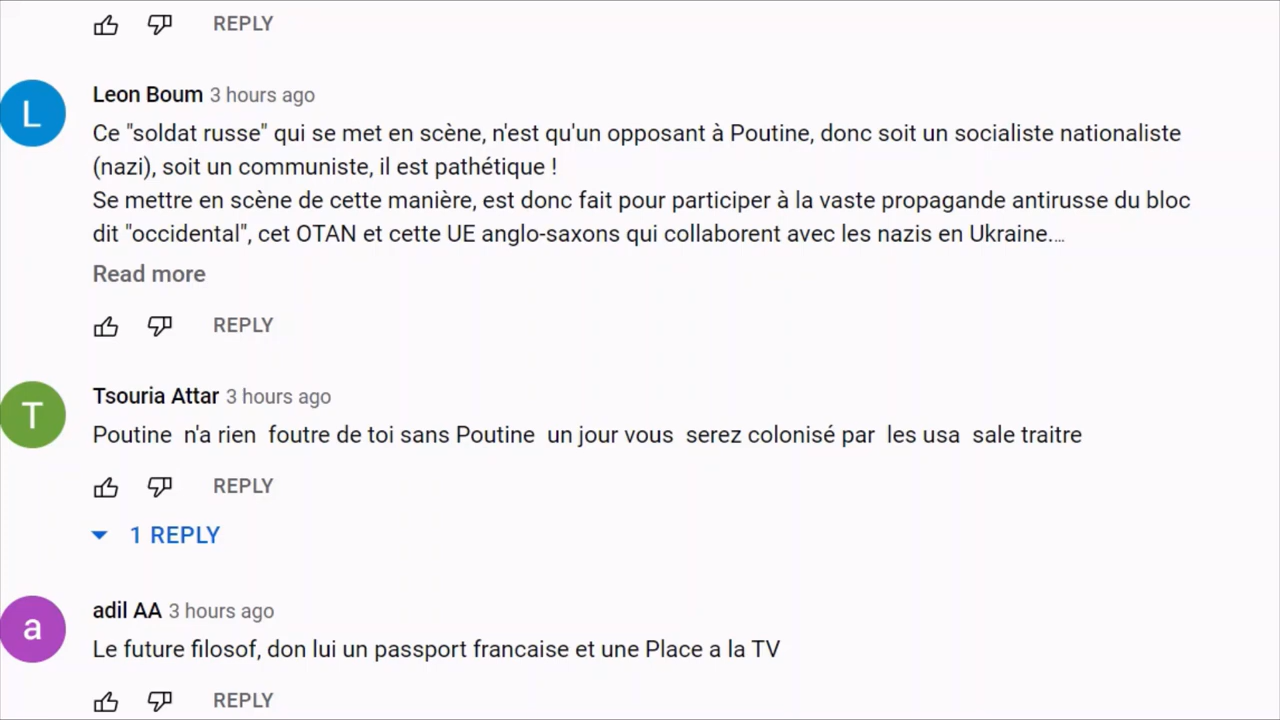 REPLY
L
Leon Boum 3 hours ago
Ce "soldat russe" qui se met en scène, n'est qu'un opposant à Poutine, donc soit un socialiste nationaliste
(nazi), soit un communiste, il est pathétique !
Se mettre en scène de cette manière, est donc fait pour participer à la vaste propagande antirusse du bloc
dit "occidental", cet OTAN et cette UE anglo-saxons qui collaborent avec les nazis en Ukraine....
Read more
REPLY
T
Tsouria Attar 3 hours ago
Poutine n'a rien foutre de toi sans Poutine un jour vous serez colonisé par les usa sale traitre
REPLY
1 REPLY
a
adil AA 3 hours ago
Le future filosof, don lui un passport francaise et une Place a la TV
REPLY